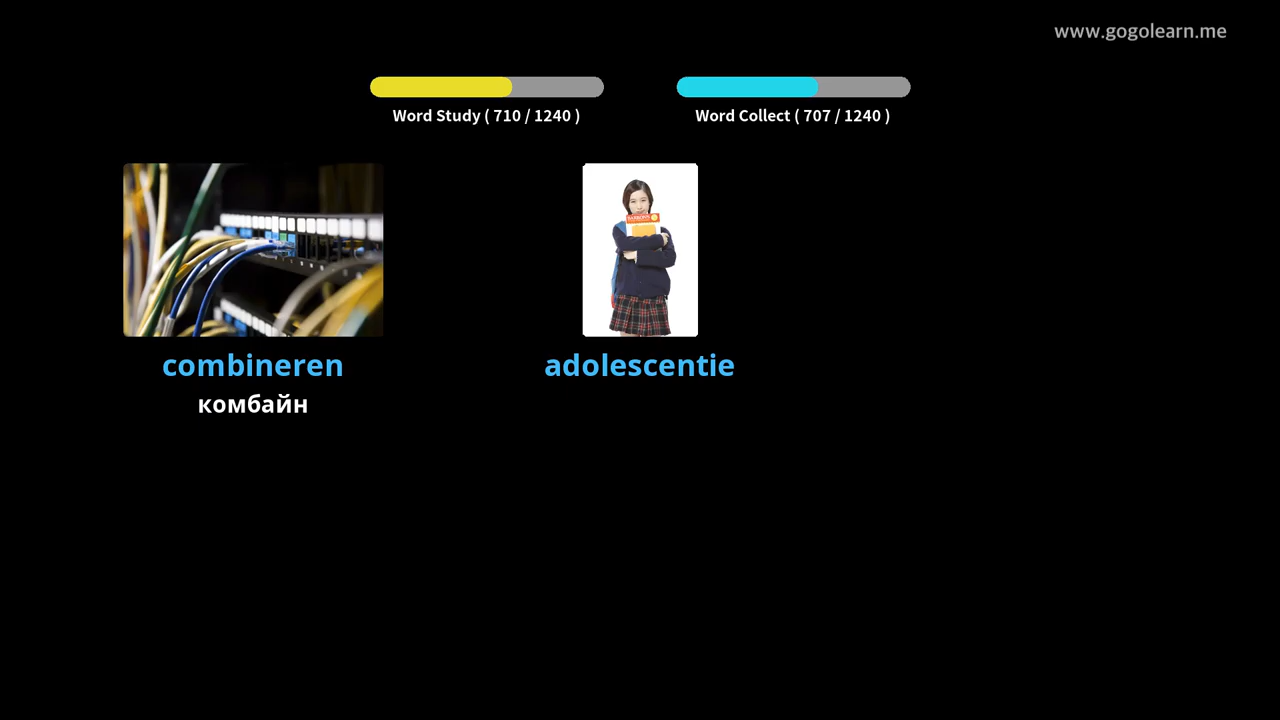 www.gogolearn.me
Word Study ( 710 / 1240 )
Word Collect ( 707 / 1240 )
combineren
комбайн
adolescentie